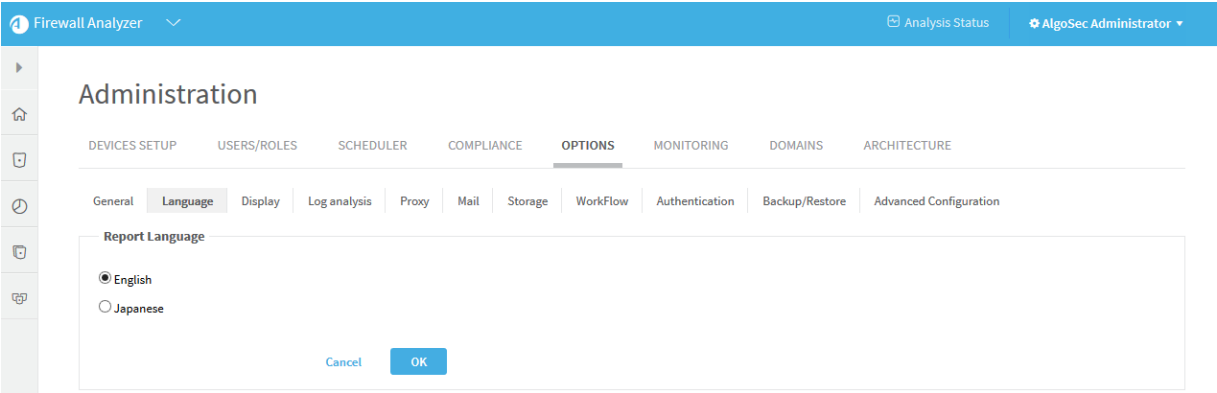 Firewall Analyzer Analysis Status AlgoSec Administrator
Administration
DEVICES SETUP USERS/ROLES SCHEDULER COMPLIANCE OPTIONS MONITORING DOMAINS ARCHITECTURE
General Language Display Log analysis Proxy Mail Storage WorkFlow Authentication Backup/Restore Advanced Configuration
Report Language
English
Japanese
Cancel OK